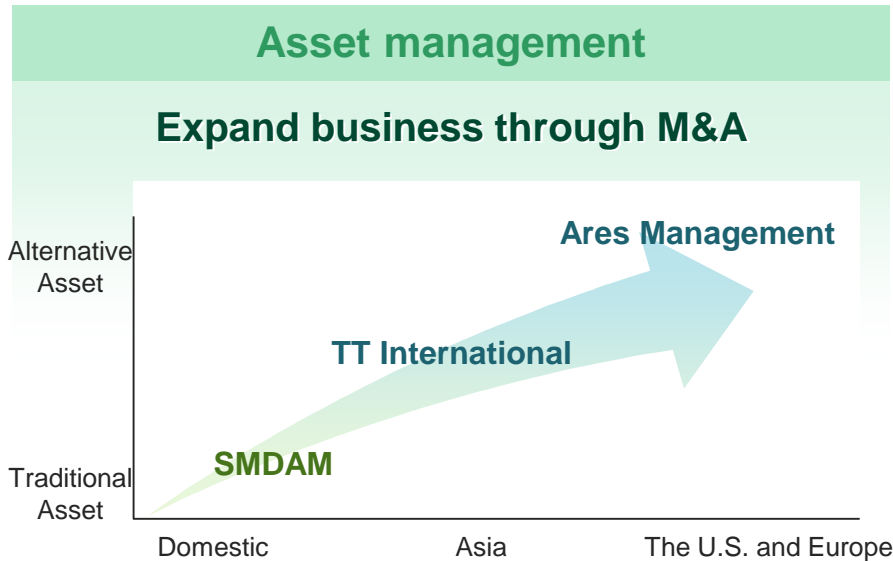 Asset management
Expand business through M&A
Ares Management
Alternative
Asset
TT International
SMDAM
Traditional
Asset
Domestic
Asia
The U.S. and Europe